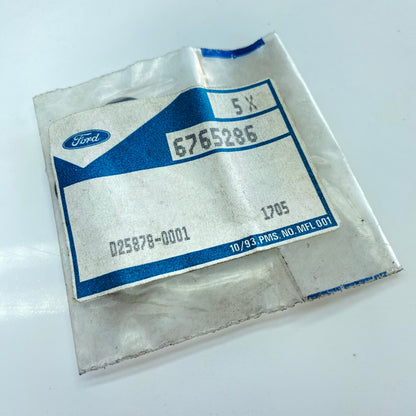 5 X
Ford
6765286
D25878-0001
1705
10/93.PMS.NO.MFL 001